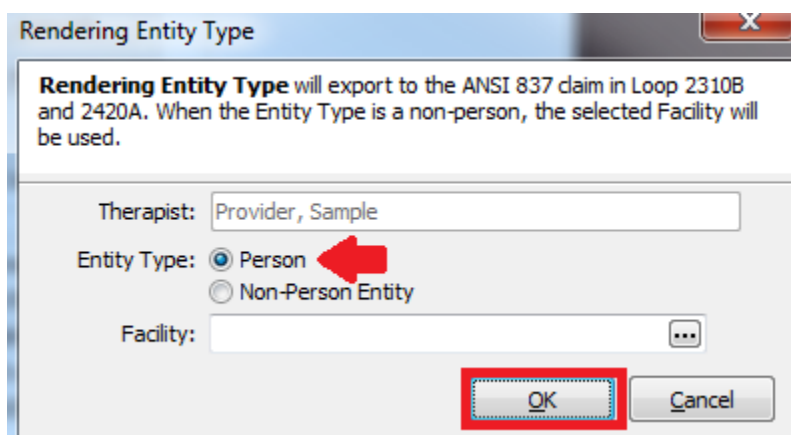 Rendering Entity Type
Rendering Entity Type will export to the ANSI 837 claim in Loop 2310B
and 2420A. When the Entity Type is a non-person, the selected Facility will
be used.
Therapist: Provider, Sample
Entity Type: Person
Non-Person Entity
Facility: ...
OK Cancel